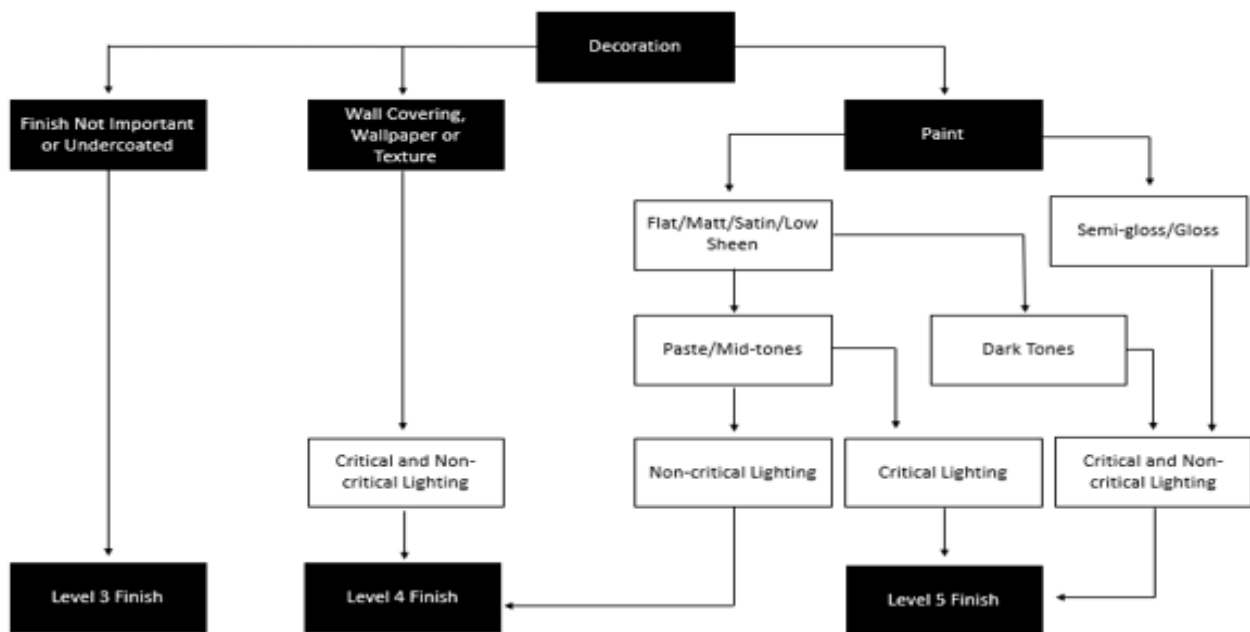 Decoration
Finish Not Important
or Undercoated
Wall Covering,
Wallpaper or
Texture
Paint
Flat/Matt/Satin/Low
Sheen
Semi-gloss/Gloss
Paste/Mid-tones
Dark Tones
Critical and Non-
critical Lighting
Non-critical Lighting
Critical Lighting
Critical and Non-
critical Lighting
Level 3 Finish
Level 4 Finish
Level 5 Finish